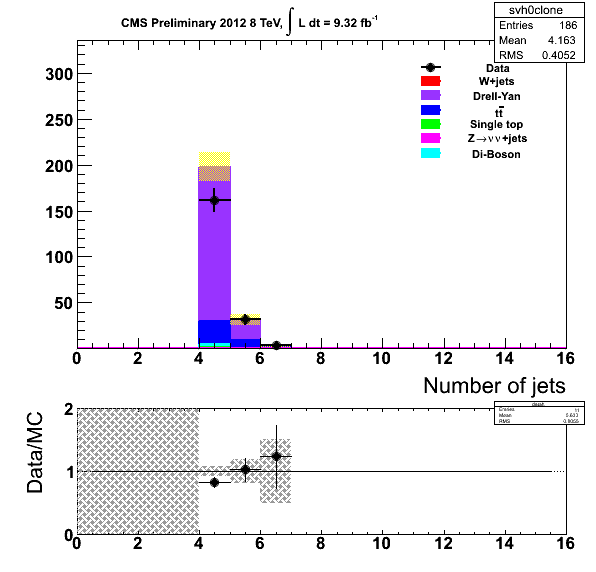 CMS Preliminary 2012 8 TeV, ∫ L dt = 9.32 fb⁻¹
svh0clone
Entries 186
Mean 4.163
RMS 0.4052
Data
W+jets
Drell-Yan
tt̅
Single top
Z→νν+jets
Di-Boson
300
250
200
150
100
50
0 2 4 6 8 10 12 14 16
Number of jets
Entries
Mean
RMS
Data/MC
2
1
0
0 2 4 6 8 10 12 14 16